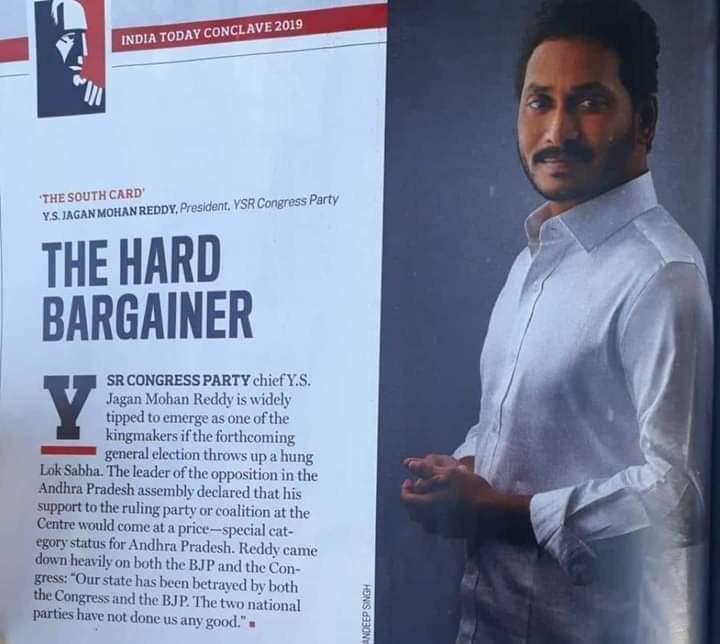 INDIA TODAY CONCLAVE 2019
'THE SOUTH CARD'
Y.S. JAGAN MOHAN REDDY, President, YSR Congress Party
THE HARD
BARGAINER
YSR CONGRESS PARTY chief Y.S.
Jagan Mohan Reddy is widely
tipped to emerge as one of the
kingmakers if the forthcoming
general election throws up a hung
Lok Sabha. The leader of the opposition in the
Andhra Pradesh assembly declared that his
support to the ruling party or coalition at the
Centre would come at a price—special cat-
egory status for Andhra Pradesh. Reddy came
down heavily on both the BJP and the Con-
gress: "Our state has been betrayed by both
the Congress and the BJP. The two national
parties have not done us any good."
ANDEEP SINGH